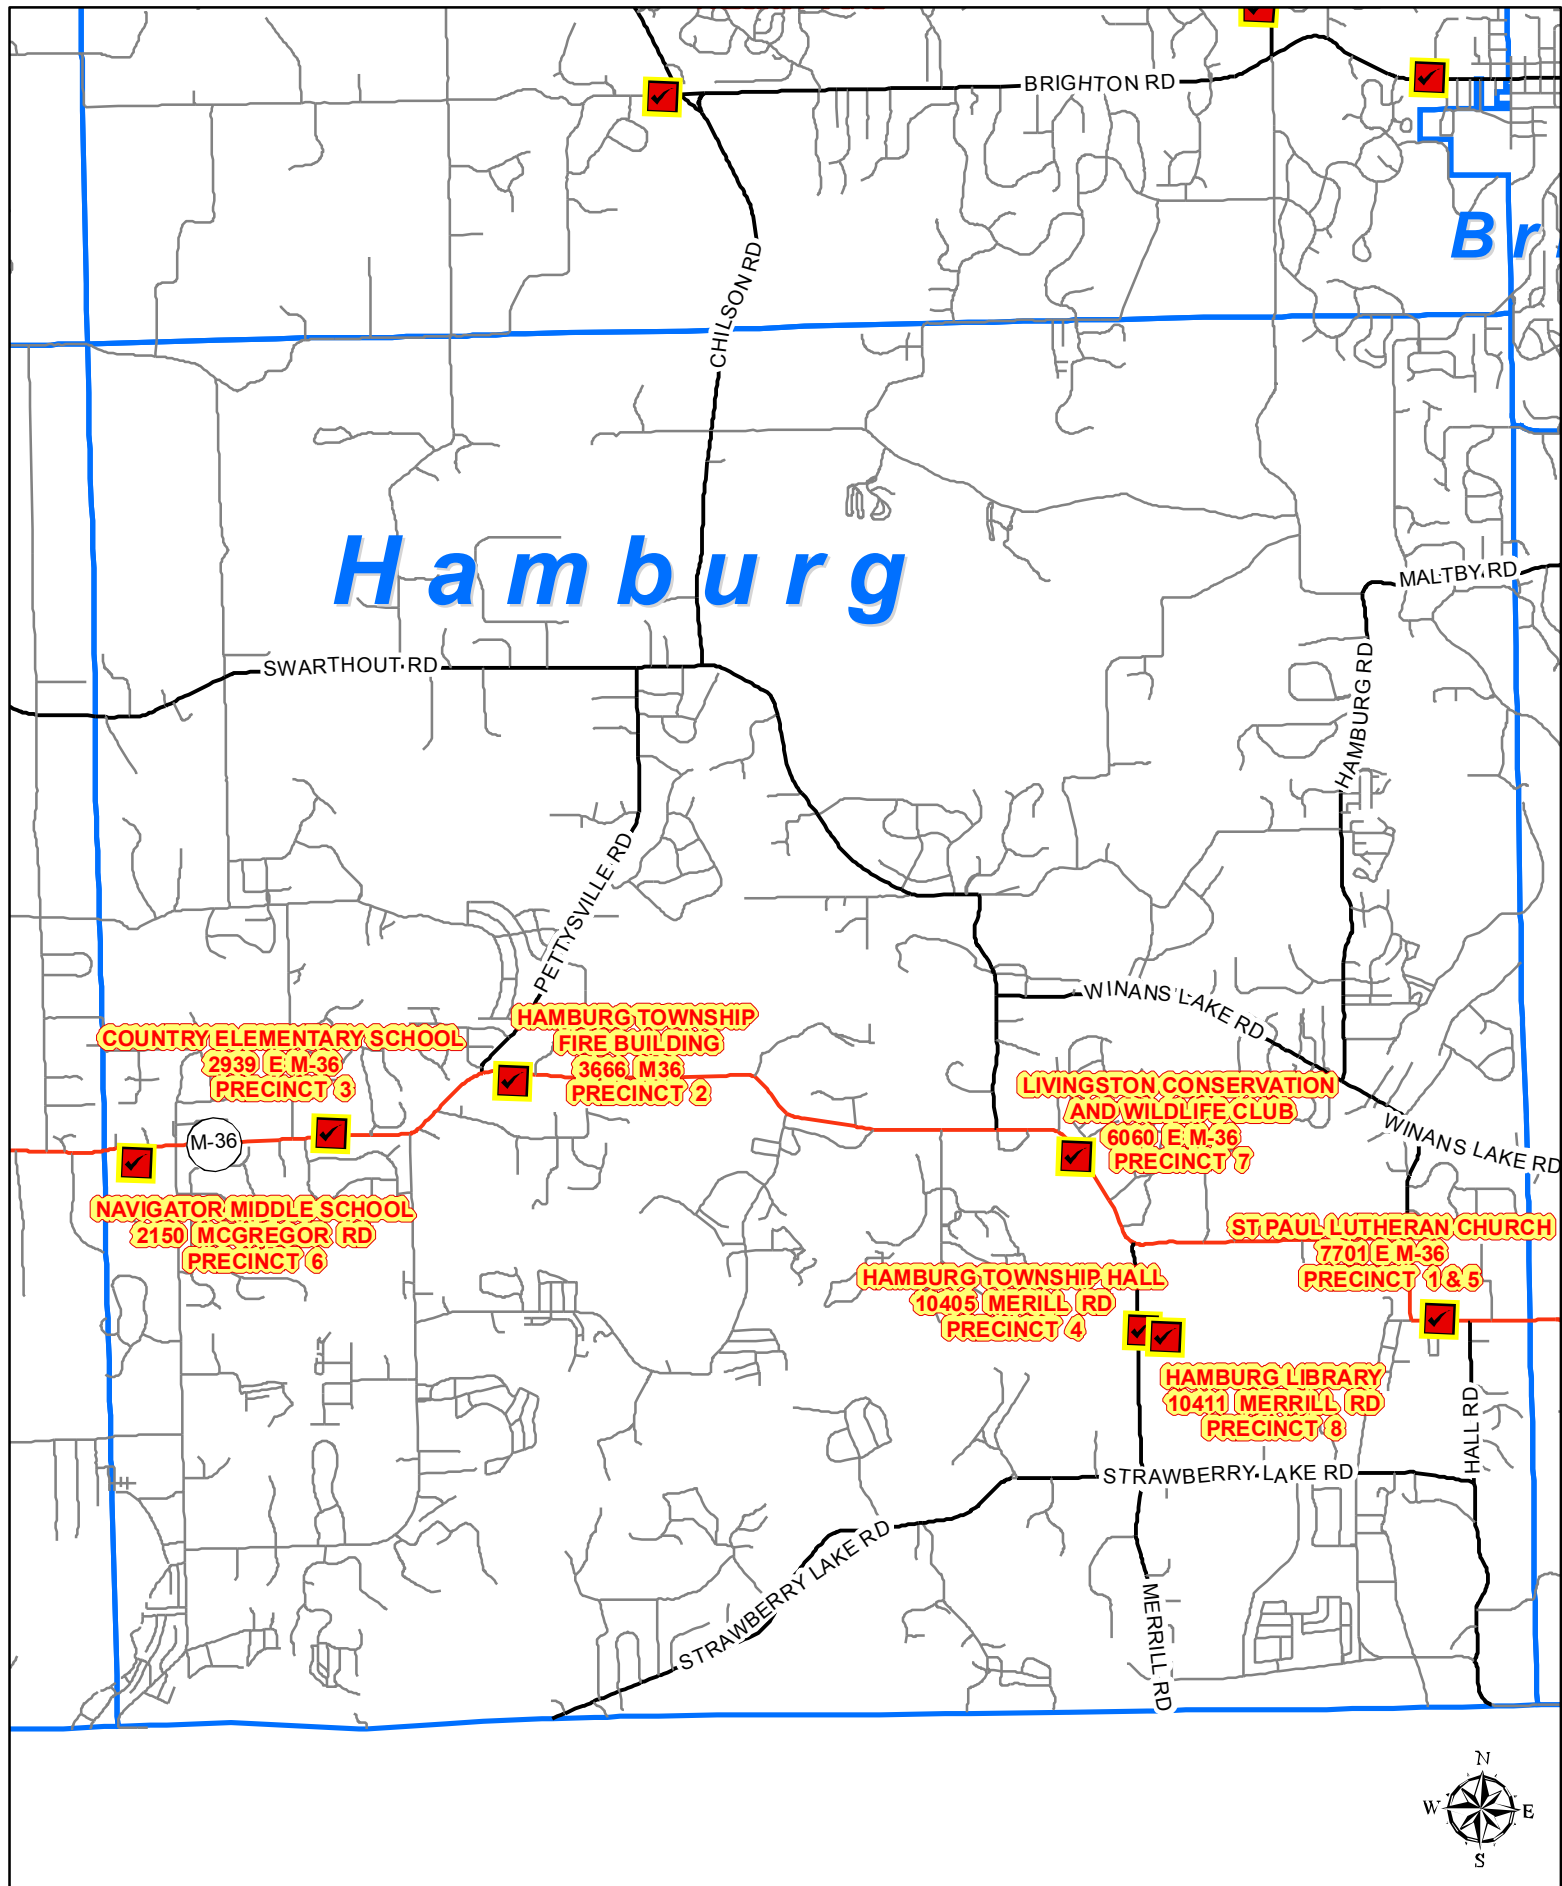 BRIGHTON RD
Br
CHILSON RD
Hamburg
MALTBY RD
SWARTHOUT RD
HAMBURG RD
PETTYSVILLE RD
WINANS LAKE RD
HAMBURG TOWNSHIP
FIRE BUILDING
3666 M36
PRECINCT 2
COUNTRY ELEMENTARY SCHOOL
2939 E M-36
PRECINCT 3
LIVINGSTON CONSERVATION
AND WILDLIFE CLUB
6060 E M-36
PRECINCT 7
M-36
WINANS LAKE RD
NAVIGATOR MIDDLE SCHOOL
2150 MCGREGOR RD
PRECINCT 6
ST PAUL LUTHERAN CHURCH
7701 E M-36
PRECINCT 1 & 5
HAMBURG TOWNSHIP HALL
10405 MERILL RD
PRECINCT 4
HAMBURG LIBRARY
10411 MERRILL RD
PRECINCT 8
HALL RD
STRAWBERRY LAKE RD
STRAWBERRY LAKE RD
MERRILL RD
N
W E
S